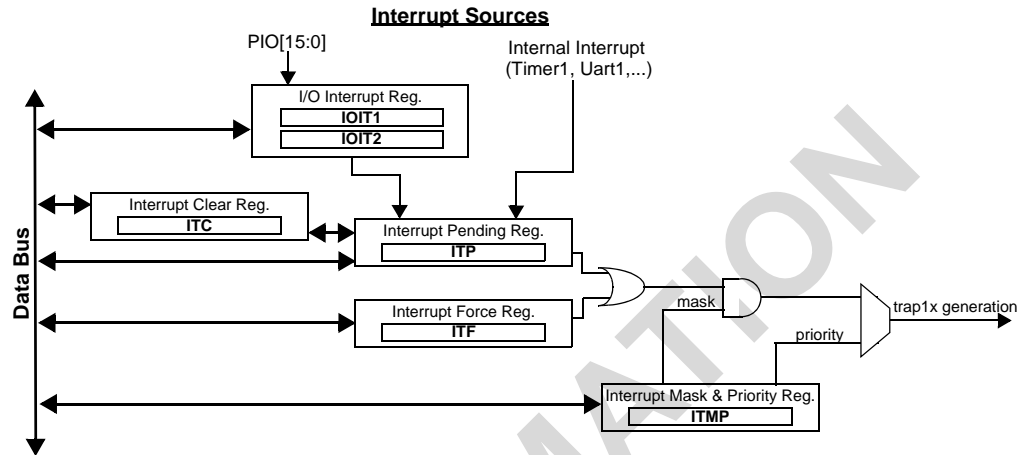 Interrupt Sources
PIO[15:0]
Internal Interrupt
(Timer1, Uart1,...)
I/O Interrupt Reg.
IOIT1
IOIT2
Interrupt Clear Reg.
ITC
Interrupt Pending Reg.
ITP
Data Bus
mask
trap1x generation
Interrupt Force Reg.
ITF
priority
Interrupt Mask & Priority Reg.
ITMP
MATION